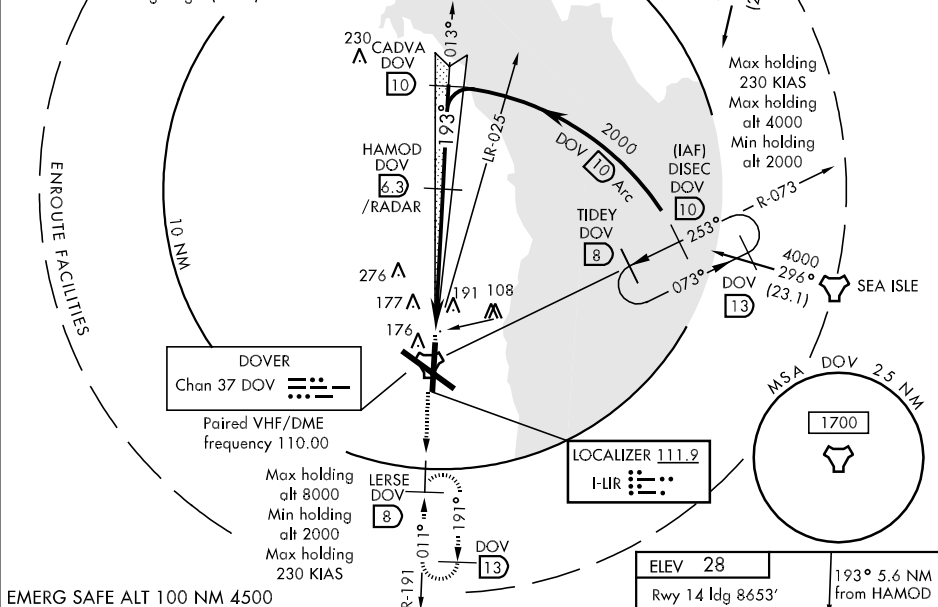 230
CADVA
DOV
10
013°
193°
LR-025
HAMOD
DOV
6.3
/RADAR
2000
DOV 10 Arc
(IAF)
DISEC
DOV
10
TIDEY
DOV
8
253°
R-073
073°
Max holding
230 KIAS
Max holding
alt 4000
Min holding
alt 2000
4000
296°
(23.1)
SEA ISLE
DOV
13
ENROUTE FACILITIES
10 NM
276
177
191
108
176
DOVER
Chan 37 DOV
Paired VHF/DME
frequency 110.00
LOCALIZER 111.9
I-LIR
MSA DOV 25 NM
1700
Max holding
alt 8000
Min holding
alt 2000
Max holding
230 KIAS
LERSE
DOV
8
011°
191°
DOV
13
R-191
EMERG SAFE ALT 100 NM 4500
ELEV 28
Rwy 14 ldg 8653'
193° 5.6 NM
from HAMOD